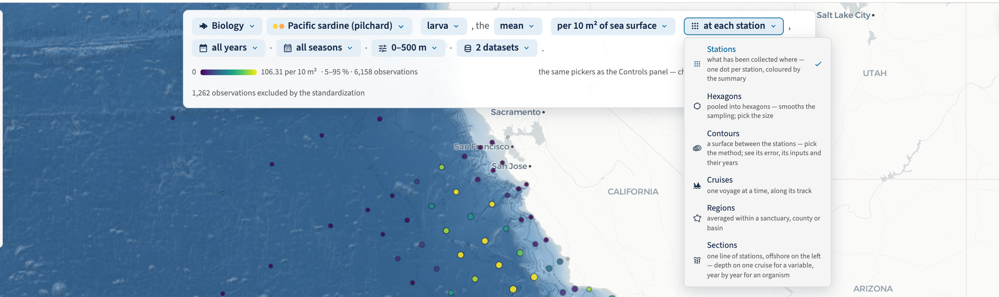 Biology Pacific sardine (pilchard) larva , the mean per 10 m² of sea surface at each station ,
all years · all seasons · 0–500 m · 2 datasets .
0 106.31 per 10 m² · 5–95 % · 6,158 observations
the same pickers as the Controls panel — ch
1,262 observations excluded by the standardization
Stations
what has been collected where —
one dot per station, coloured by
the summary
Hexagons
pooled into hexagons — smooths the
sampling; pick the size
Contours
a surface between the stations — pick
the method; see its error, its inputs and
their years
Cruises
one voyage at a time, along its track
Regions
averaged within a sanctuary, county or
basin
Sections
one line of stations, offshore on the left
— depth on one cruise for a variable,
year by year for an organism
Salt Lake City
UTAH
Sacramento
San Francisco
San Jose
CALIFORNIA
ARIZONA